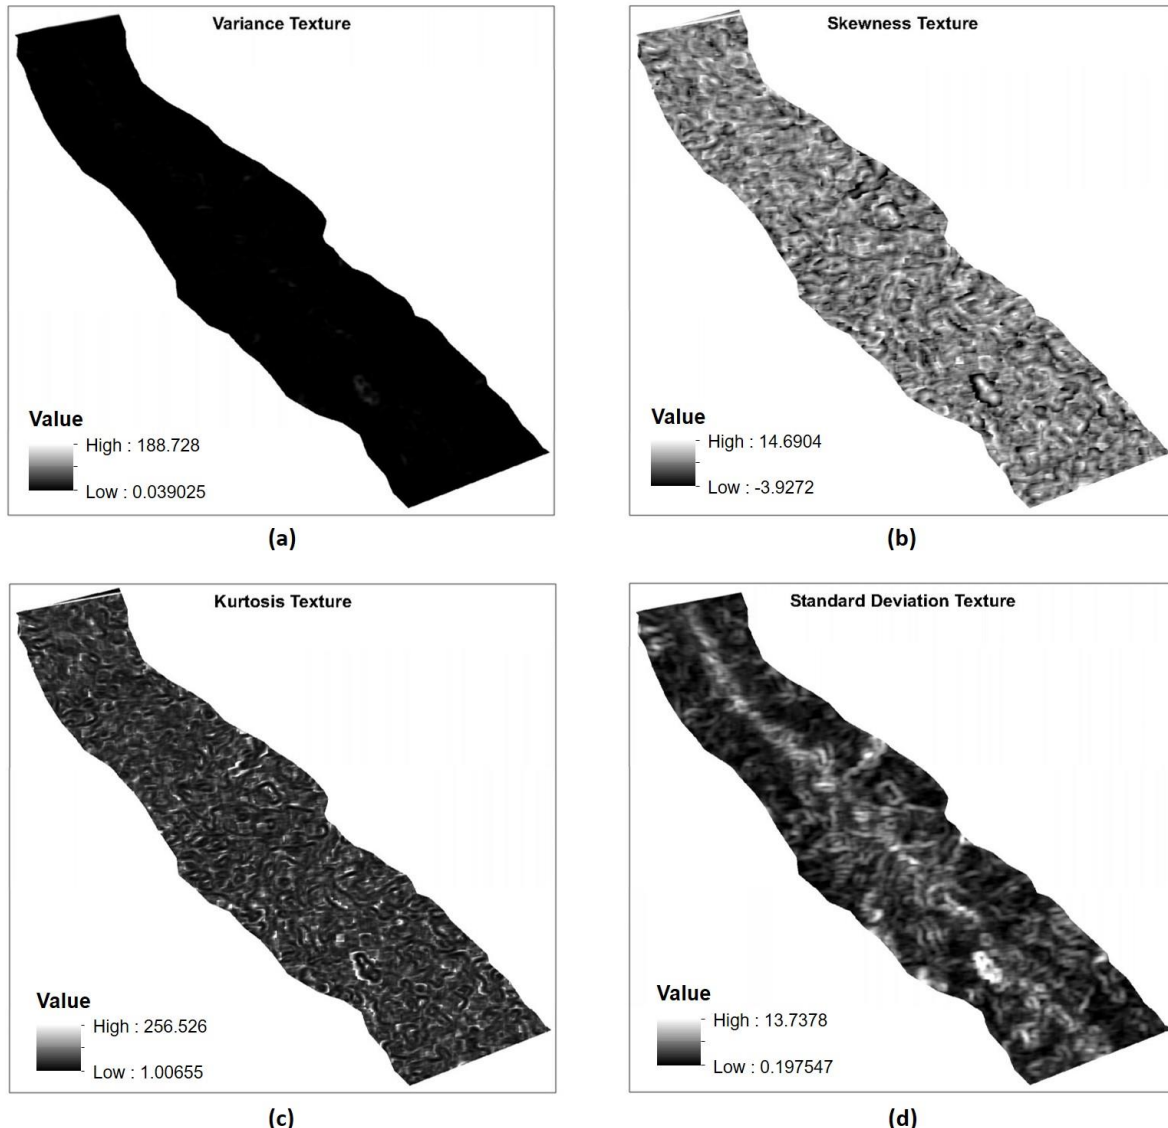 Variance Texture
Value
High : 188.728
Low : 0.039025
(a)
Skewness Texture
Value
High : 14.6904
Low : -3.9272
(b)
Kurtosis Texture
Value
High : 256.526
Low : 1.00655
(c)
Standard Deviation Texture
Value
High : 13.7378
Low : 0.197547
(d)